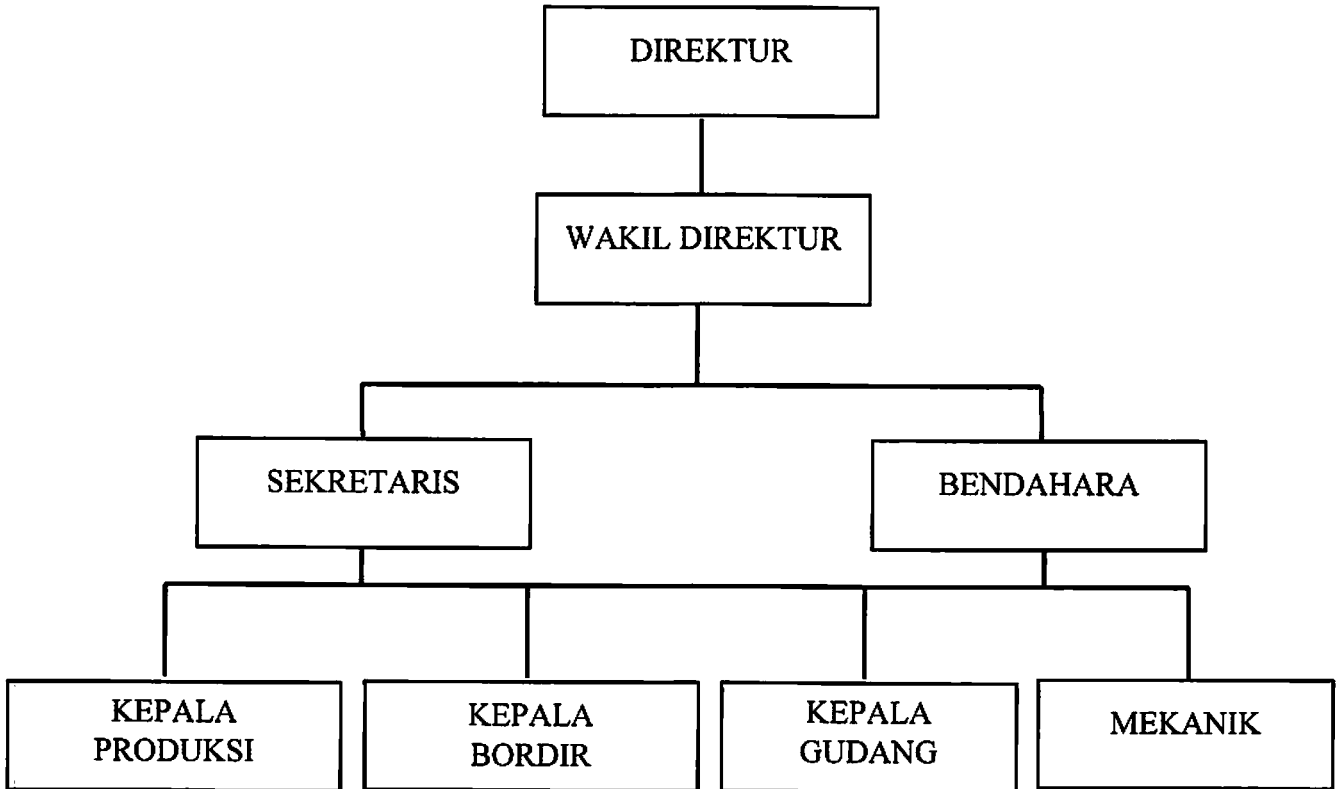 DIREKTUR
WAKIL DIREKTUR
SEKRETARIS
BENDAHARA
KEPALA
PRODUKSI
KEPALA
BORDIR
KEPALA
GUDANG
MEKANIK